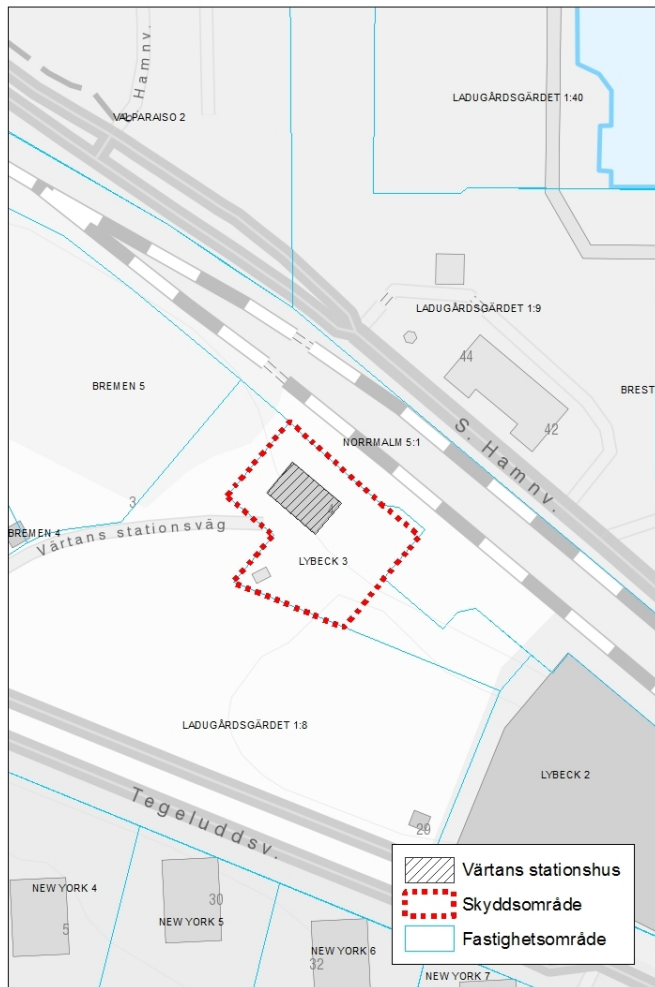 S. Hamnv.
VALPARAISO 2
LADUGÅRDSGÄRDET 1:40
LADUGÅRDSGÄRDET 1:9
44
42
BREST
BREMEN 5
NORRMALM 5:1
S. Hamnv.
3
4
BREMEN 4
Värtans stationsväg
LYBECK 3
LADUGÅRDSGÄRDET 1:8
LYBECK 2
Tegeluddsv.
29
NEW YORK 4
5
30
NEW YORK 5
NEW YORK 6
32
NEW YORK 7
Värtans stationshus
Skyddsområde
Fastighetsområde